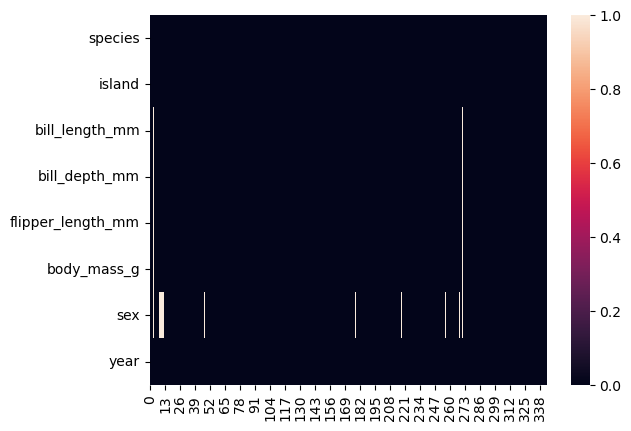 species
island
bill_length_mm
bill_depth_mm
flipper_length_mm
body_mass_g
sex
year
0 13 26 39 52 65 78 91 104 117 130 143 156 169 182 195 208 221 234 247 260 273 286 299 312 325 338
1.0
0.8
0.6
0.4
0.2
0.0